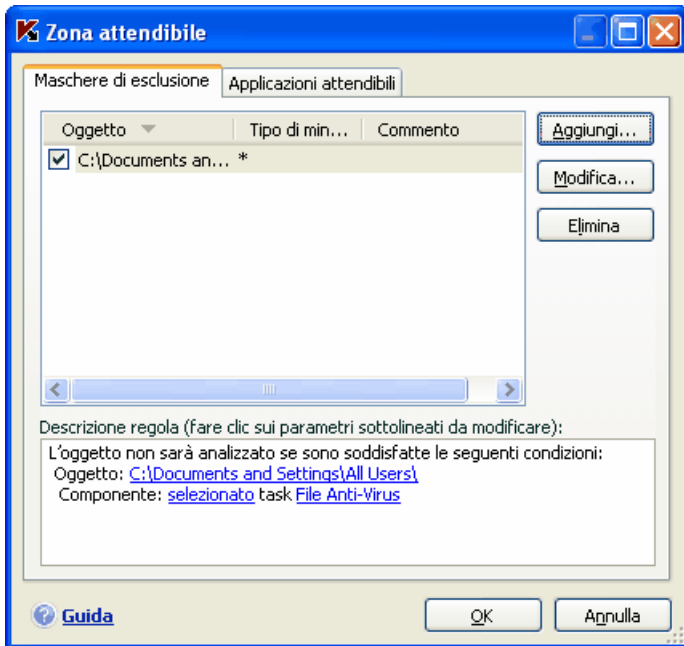 Zona attendibile
Maschere di esclusione Applicazioni attendibili
Oggetto Tipo di min... Commento
C:\Documents an... *
Aggiungi...
Modifica...
Elimina
Descrizione regola (fare clic sui parametri sottolineati da modificare):
L'oggetto non sarà analizzato se sono soddisfatte le seguenti condizioni:
Oggetto: C:\Documents and Settings\All Users\
Componente: selezionato task File Anti-Virus
Guida
OK
Annulla